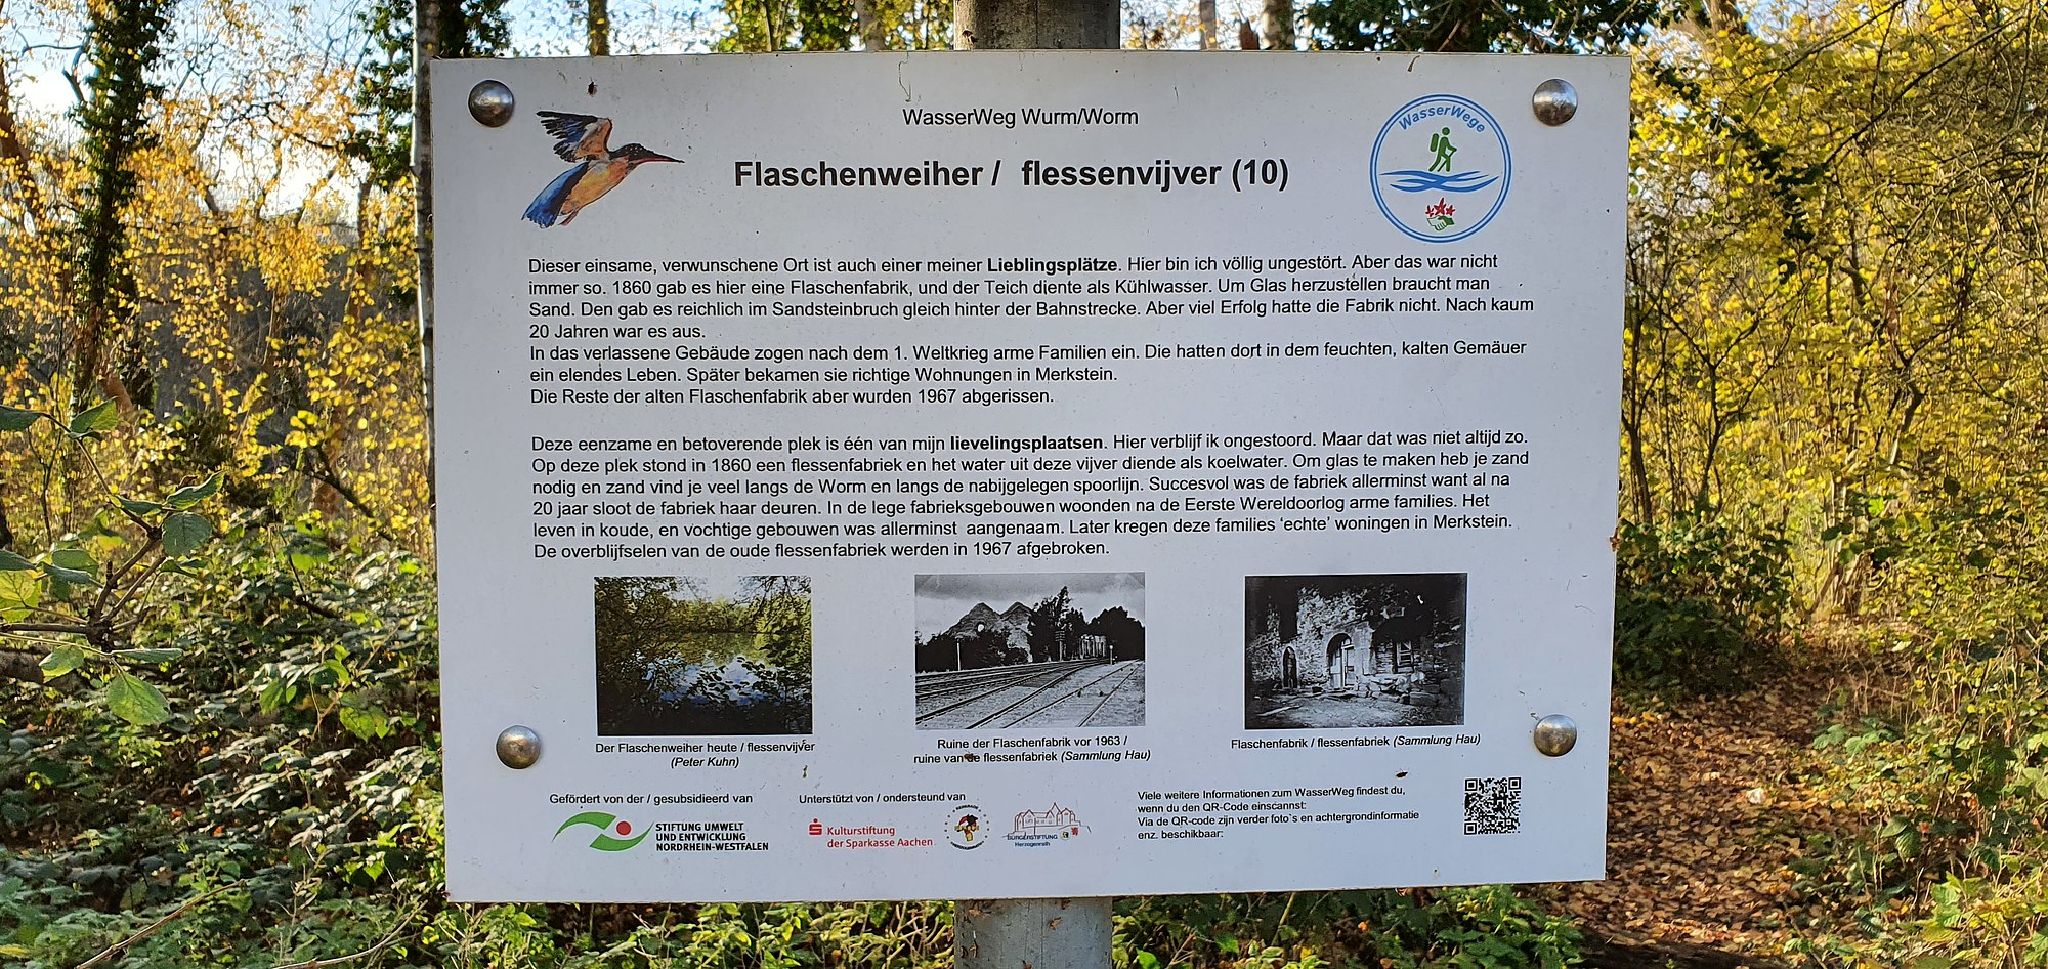 WasserWeg Wurm/Worm
WasserWege
Flaschenweiher / flessenvijver (10)
Dieser einsame, verwunschene Ort ist auch einer meiner Lieblingsplätze. Hier bin ich völlig ungestört. Aber das war nicht
immer so. 1860 gab es hier eine Flaschenfabrik, und der Teich diente als Kühlwasser. Um Glas herzustellen braucht man
Sand. Den gab es reichlich im Sandsteinbruch gleich hinter der Bahnstrecke. Aber viel Erfolg hatte die Fabrik nicht. Nach kaum
20 Jahren war es aus.
In das verlassene Gebäude zogen nach dem 1. Weltkrieg arme Familien ein. Die hatten dort in dem feuchten, kalten Gemäuer
ein elendes Leben. Später bekamen sie richtige Wohnungen in Merkstein.
Die Reste der alten Flaschenfabrik aber wurden 1967 abgerissen.
Deze eenzame en betoverende plek is één van mijn lievelingsplaatsen. Hier verblijf ik ongestoord. Maar dat was niet altijd zo.
Op deze plek stond in 1860 een flessenfabriek en het water uit deze vijver diende als koelwater. Om glas te maken heb je zand
nodig en zand vind je veel langs de Worm en langs de nabijgelegen spoorlijn. Succesvol was de fabriek allerminst want al na
20 jaar sloot de fabriek haar deuren. In de lege fabrieksgebouwen woonden na de Eerste Wereldoorlog arme families. Het
leven in koude, en vochtige gebouwen was allerminst aangenaam. Later kregen deze families ‘echte’ woningen in Merkstein.
De overblijfselen van de oude flessenfabriek werden in 1967 afgebroken.
Der Flaschenweiher heute / flessenvijver
(Peter Kuhn)
Ruine der Flaschenfabrik vor 1963 /
ruine van de flessenfabriek (Sammlung Hau)
Flaschenfabrik / flessenfabriek (Sammlung Hau)
Gefördert von der / gesubsidieerd van
STIFTUNG UMWELT
UND ENTWICKLUNG
NORDRHEIN-WESTFALEN
Unterstützt von / ondersteund van
Kulturstiftung
der Sparkasse Aachen
BÜRGERSTIFTUNG
Herzogenrath
Viele weitere Informationen zum WasserWeg findest du,
wenn du den QR-Code einscannst:
Via de QR-code zijn verder foto`s en achtergrondinformatie
enz. beschikbaar: